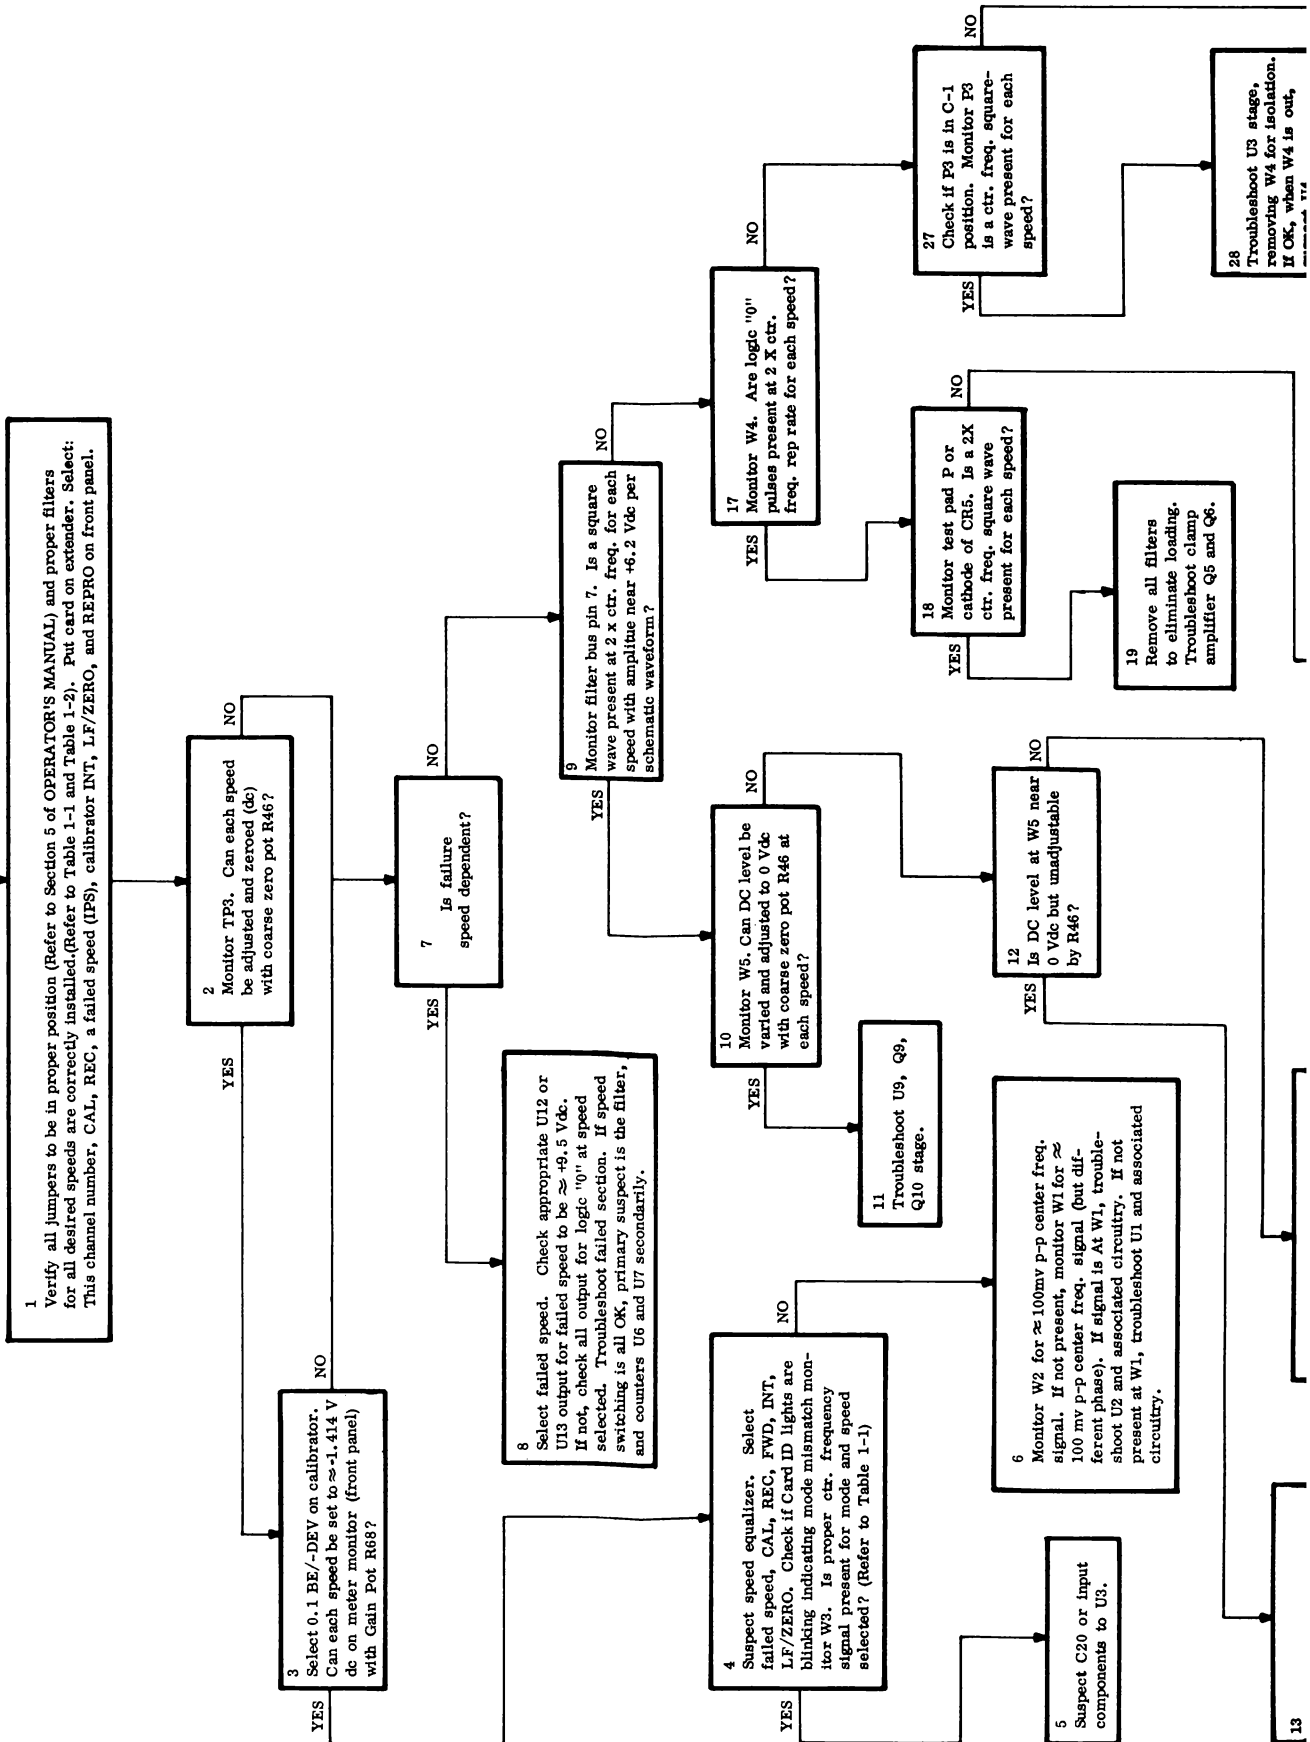 1
Verify all jumpers to be in proper position (Refer to Section 5 of OPERATOR'S MANUAL) and proper filters
for all desired speeds are correctly installed.(Refer to Table 1-1 and Table 1-2). Put card on extender. Select:
This channel number, CAL, REC, a failed speed (IPS), calibrator INT, LF/ZERO, and REPRO on front panel.
2
Monitor TP3. Can each speed
be adjusted and zeroed (dc)
with coarse zero pot R46?
YES
NO
3
Select 0.1 BE/-DEV on calibrator.
Can each speed be set to ≈-1.414 V
dc on meter monitor (front panel)
with Gain Pot R68?
YES
NO
7
Is failure
speed dependent?
YES
NO
8
Select failed speed. Check appropriate U12 or
U13 output for failed speed to be ≈ +9.5 Vdc.
If not, check all output for logic "0" at speed
selected. Troubleshoot failed section. If speed
switching is all OK, primary suspect is the filter,
and counters U6 and U7 secondarily.
9
Monitor filter bus pin 7. Is a square
wave present at 2 x ctr. freq. for each
speed with amplitue near +6.2 Vdc per
schematic waveform?
YES
NO
4
Suspect speed equalizer. Select
failed speed, CAL, REC, FWD, INT,
LF/ZERO. Check if Card ID lights are
blinking indicating mode mismatch mon-
itor W3. Is proper ctr. frequency
signal present for mode and speed
selected? (Refer to Table 1-1)
YES
NO
10
Monitor W5. Can DC level be
varied and adjusted to 0 Vdc
with coarse zero pot R46 at
each speed?
YES
NO
17
Monitor W4. Are logic "0"
pulses present at 2 X ctr.
freq. rep rate for each speed?
YES
NO
11
Troubleshoot U9, Q9,
Q10 stage.
18
Monitor test pad P or
cathode of CR5. Is a 2X
ctr. freq. square wave
present for each speed?
YES
NO
27
Check if P3 is in C-1
position. Monitor P3
is a ctr. freq. square-
wave present for each
speed?
YES
NO
5
Suspect C20 or input
components to U3.
6
Monitor W2 for ≈100mv p-p center freq.
signal. If not present, monitor W1 for ≈
100 mv p-p center freq. signal (but dif-
ferent phase). If signal is At W1, trouble-
shoot U2 and associated circuitry. If not
present at W1, troubleshoot U1 and associated
circuitry.
12
Is DC level at W5 near
0 Vdc but unadjustable
by R46?
YES
NO
19
Remove all filters
to eliminate loading.
Troubleshoot clamp
amplifier Q5 and Q6.
28
Troubleshoot U3 stage,
removing W4 for isolation.
If OK, when W4 is out,
13